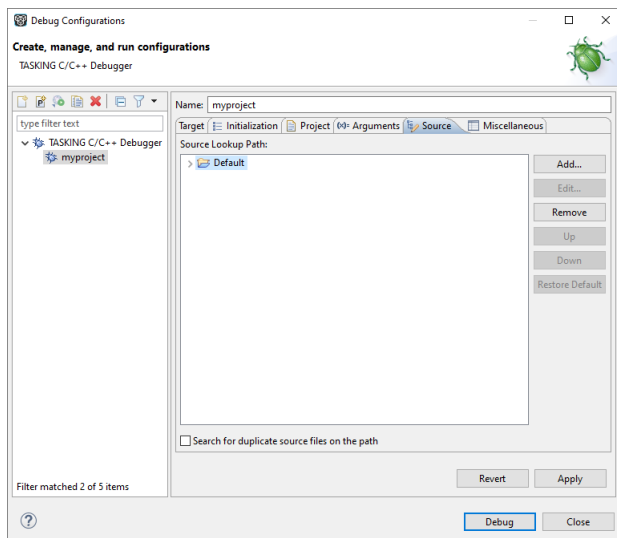 Debug Configurations
Create, manage, and run configurations
TASKING C/C++ Debugger
type filter text
TASKING C/C++ Debugger
myproject
Filter matched 2 of 5 items
Name: myproject
Target Initialization Project (x)= Arguments Source Miscellaneous
Source Lookup Path:
Default
Add...
Edit...
Remove
Up
Down
Restore Default
Search for duplicate source files on the path
Revert Apply
? Debug Close